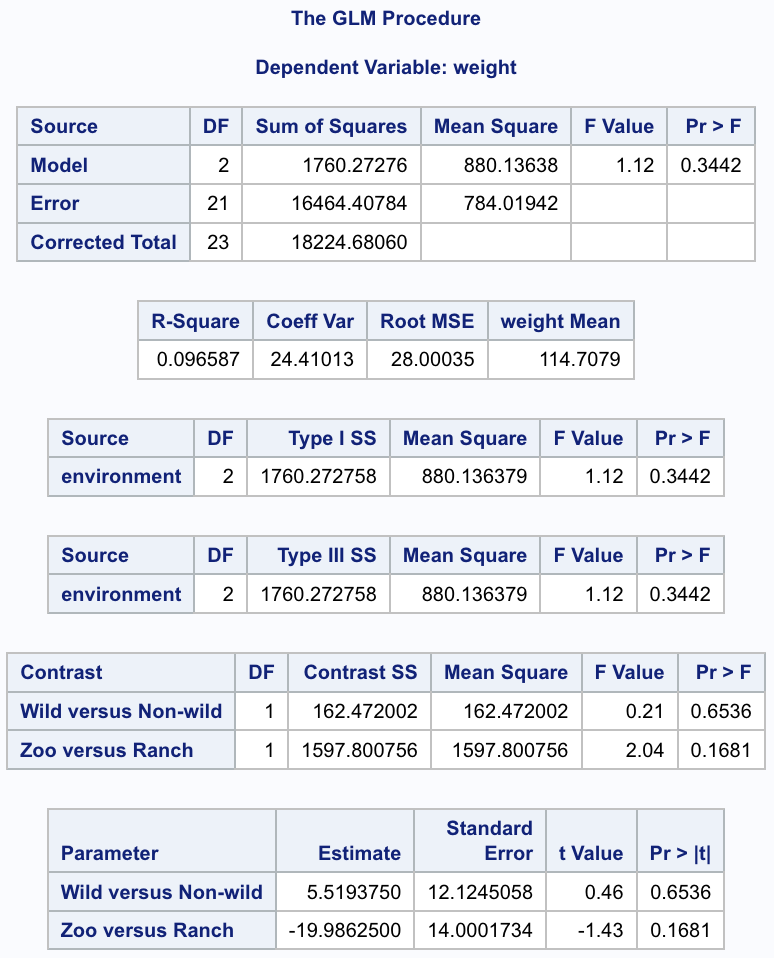 The GLM Procedure
Dependent Variable: weight
Source DF Sum of Squares Mean Square F Value Pr > F
Model 2 1760.27276 880.13638 1.12 0.3442
Error 21 16464.40784 784.01942
Corrected Total 23 18224.68060
R-Square Coeff Var Root MSE weight Mean
0.096587 24.41013 28.00035 114.7079
Source DF Type I SS Mean Square F Value Pr > F
environment 2 1760.272758 880.136379 1.12 0.3442
Source DF Type III SS Mean Square F Value Pr > F
environment 2 1760.272758 880.136379 1.12 0.3442
Contrast DF Contrast SS Mean Square F Value Pr > F
Wild versus Non-wild 1 162.472002 162.472002 0.21 0.6536
Zoo versus Ranch 1 1597.800756 1597.800756 2.04 0.1681
Standard
Parameter Estimate Error t Value Pr > |t|
Wild versus Non-wild 5.5193750 12.1245058 0.46 0.6536
Zoo versus Ranch -19.9862500 14.0001734 -1.43 0.1681